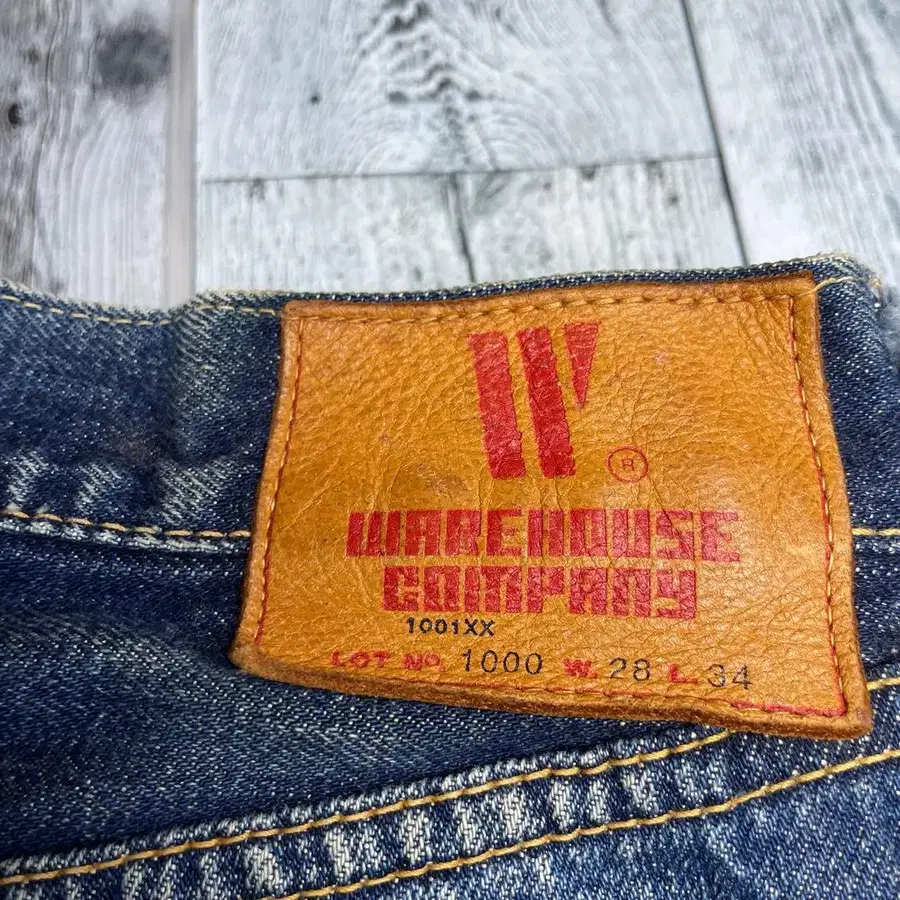 W
®
WAREHOUSE
COMPANY
1001XX
LOT No. 1000 W. 28 L. 34